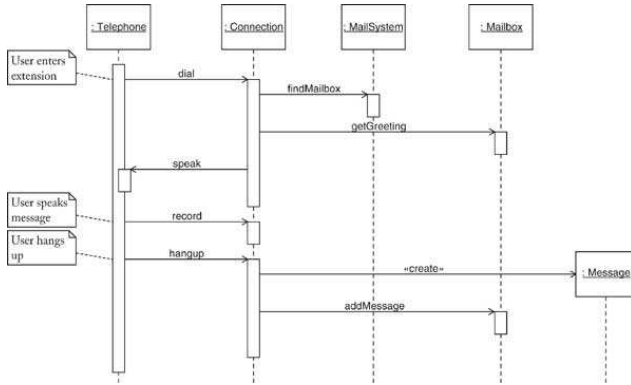 : Telephone
: Connection
: MailSystem
: Mailbox
User enters
extension
dial
findMailbox
getGreeting
speak
User speaks
message
record
User hangs
up
hangup
«create»
: Message
addMessage